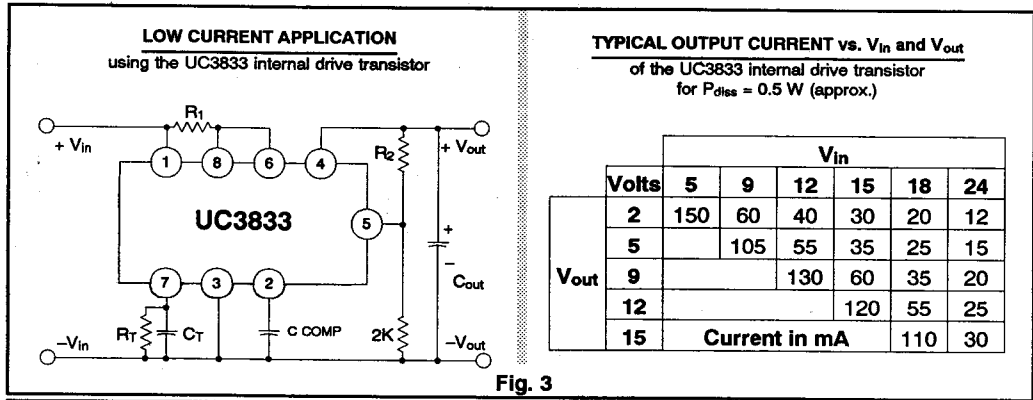 LOW CURRENT APPLICATION
using the UC3833 internal drive transistor
R1
+ Vin
1
8
6
4
R2
+ Vout
UC3833
5
+
−
Cout
7
3
2
RT
CT
C COMP
2K
−Vin
−Vout
TYPICAL OUTPUT CURRENT vs. Vin and Vout
of the UC3833 internal drive transistor
for Pdiss = 0.5 W (approx.)
Vin
Volts 5 9 12 15 18 24
2 150 60 40 30 20 12
5 105 55 35 25 15
Vout 9 130 60 35 20
12 120 55 25
15 Current in mA 110 30
Fig. 3